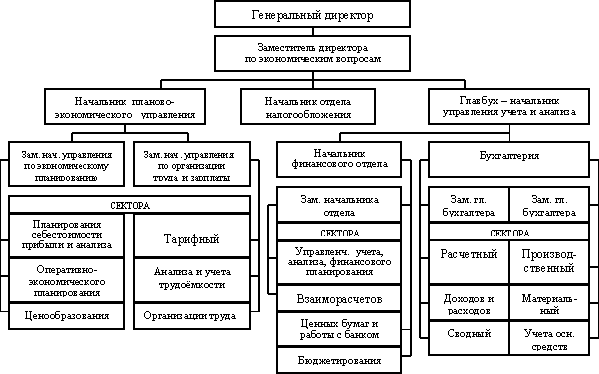 Генеральный директор
Заместитель директора
по экономическим вопросам
Начальник планово-
экономического управления
Начальник отдела
налогообложения
Главбух – начальник
управления учета и анализа
Зам. нач. управления
по экономическому
планированию
Зам. нач. управления
по организации
труда и зарплаты
Начальник
финансового отдела
Бухгалтерия
СЕКТОРА
Планирования
себестоимости
прибыли и анализа
Тарифный
Оперативно-
экономического
планирования
Анализа и учета
трудоёмкости
Ценообразования
Организации труда
Зам. начальника
отдела
СЕКТОРА
Управленч. учета,
анализа, финансового
планирования
Взаиморасчетов
Ценных бумаг и
работы с банком
Бюджетирования
Зам. гл.
бухгалтера
Зам. гл.
бухгалтера
СЕКТОРА
Расчетный
Производ-
ственный
Доходов и
расходов
Материаль-
ный
Сводный
Учета осн.
средств